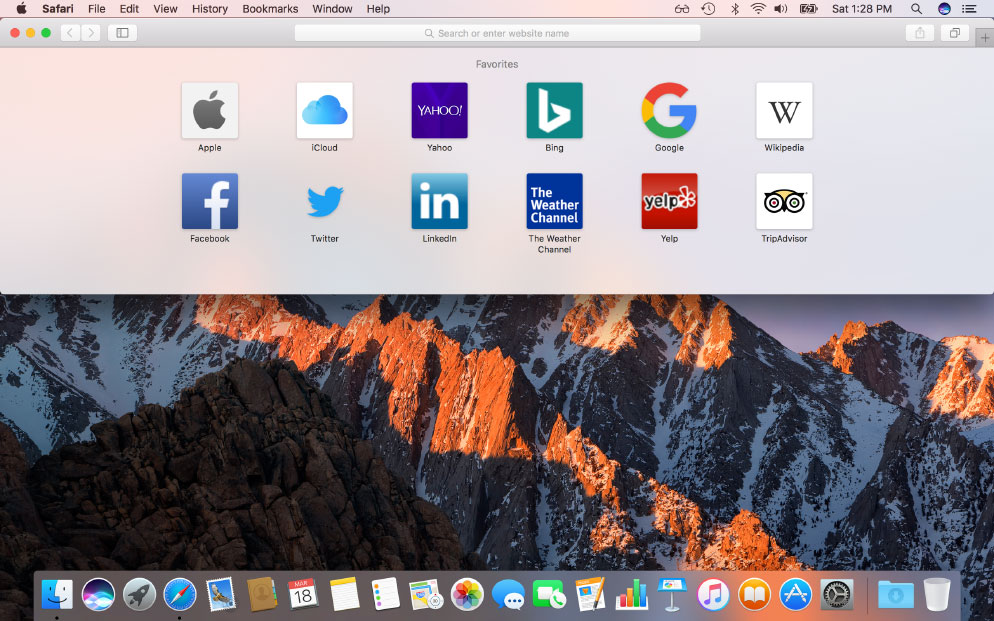 Safari File Edit View History Bookmarks Window Help Sat 1:28 PM
Search or enter website name
Favorites
YAHOO!
W
Apple iCloud Yahoo Bing Google Wikipedia
f
in
The
Weather
Channel
yelp
Facebook Twitter LinkedIn The Weather Channel Yelp TripAdvisor
MAR
18